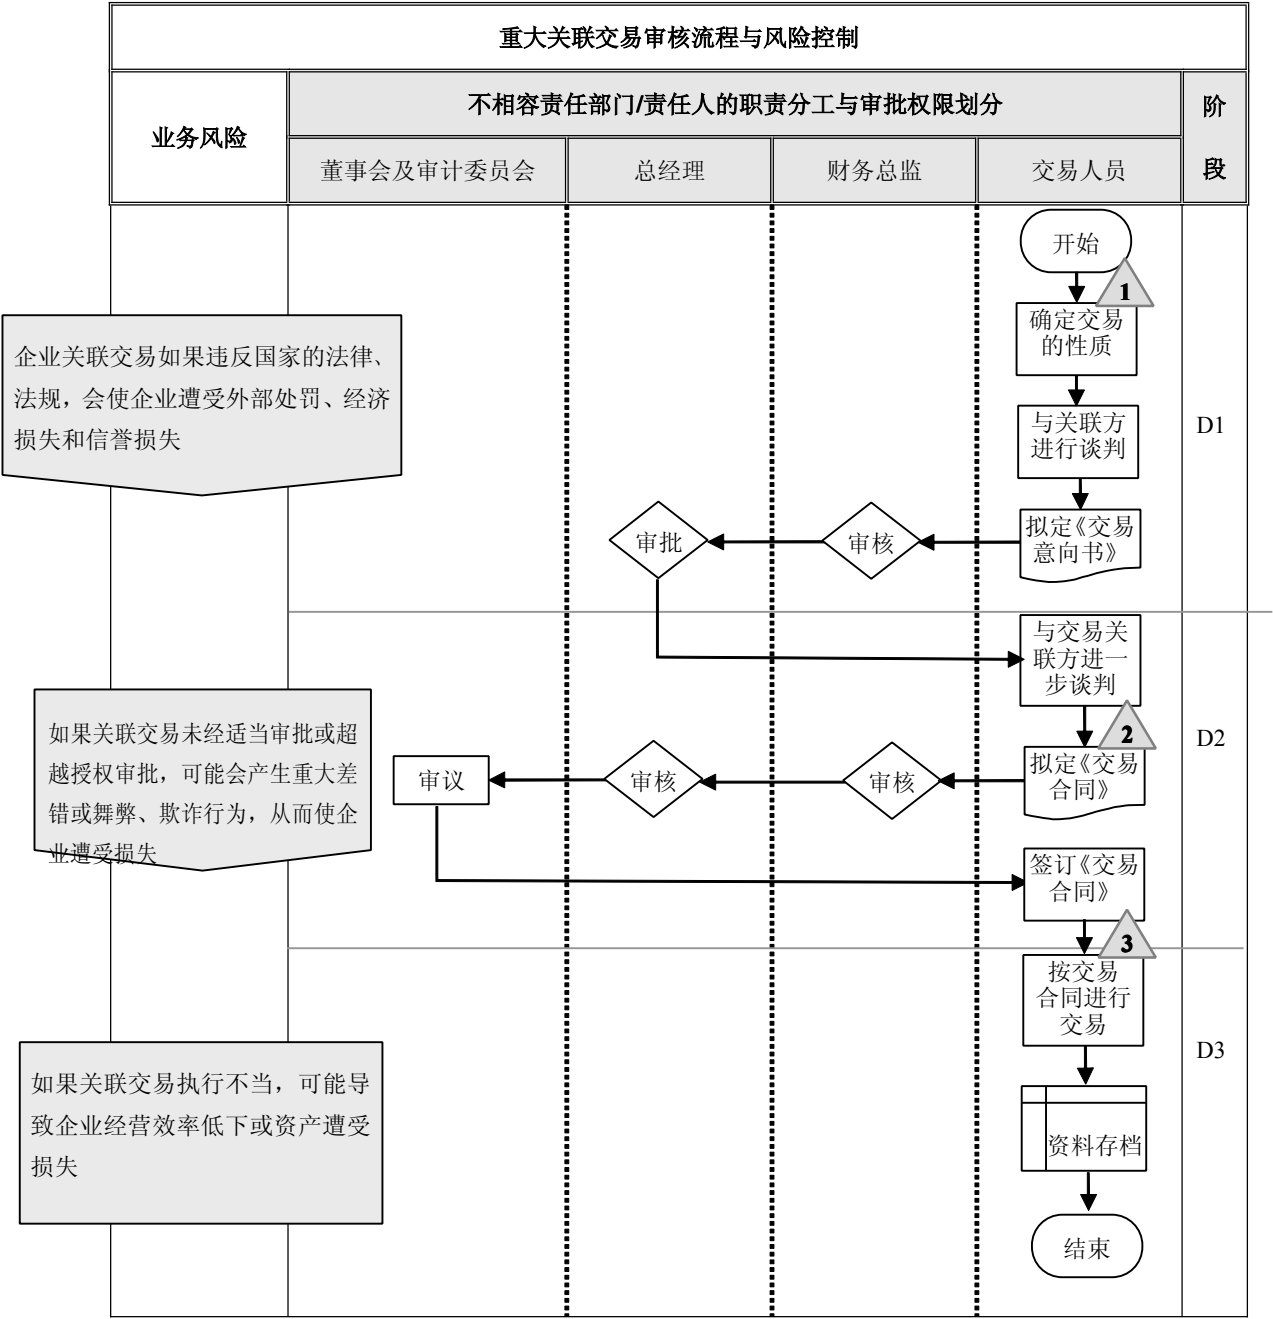 重大关联交易审核流程与风险控制
业务风险
不相容责任部门/责任人的职责分工与审批权限划分
阶
段
董事会及审计委员会
总经理
财务总监
交易人员
开始
1
确定交易
的性质
企业关联交易如果违反国家的法律、
法规，会使企业遭受外部处罚、经济
损失和信誉损失
与关联方
进行谈判
D1
拟定《交易
意向书》
审核
审批
与交易关
联方进一
步谈判
2
D2
如果关联交易未经适当审批或超
越授权审批，可能会产生重大差
错或舞弊、欺诈行为，从而使企
业遭受损失
拟定《交易
合同》
审核
审核
审议
签订《交易
合同》
3
按交易
合同进行
交易
D3
如果关联交易执行不当，可能导
致企业经营效率低下或资产遭受
损失
资料存档
结束